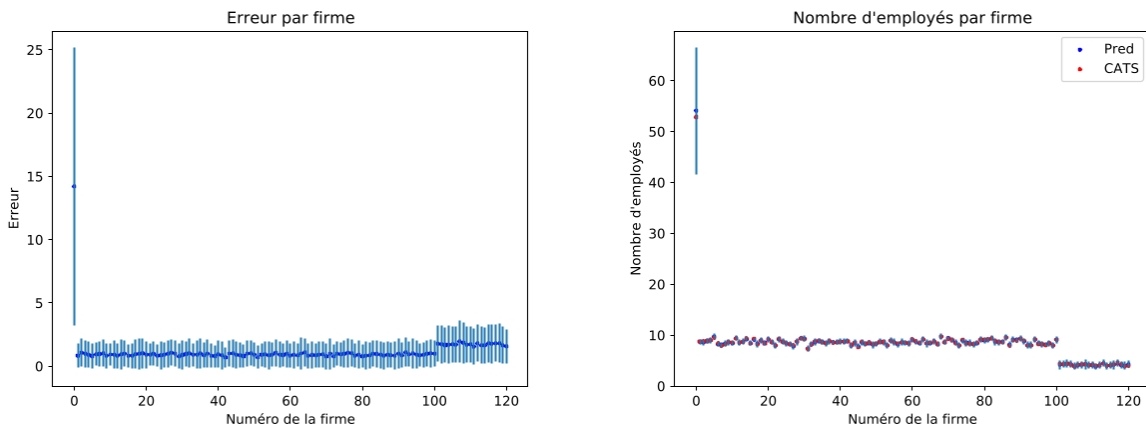 Erreur par firme
25
20
15
10
5
0
Erreur
0 20 40 60 80 100 120
Numéro de la firme
Nombre d'employés par firme
Pred
CATS
60
50
40
30
20
10
0
Nombre d'employés
0 20 40 60 80 100 120
Numéro de la firme